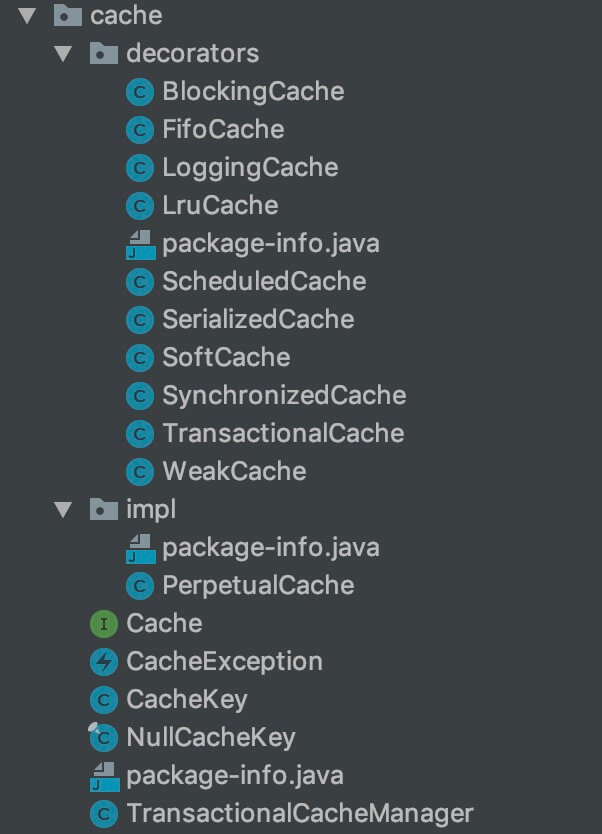 cache
decorators
BlockingCache
FifoCache
LoggingCache
LruCache
package-info.java
ScheduledCache
SerializedCache
SoftCache
SynchronizedCache
TransactionalCache
WeakCache
impl
package-info.java
PerpetualCache
Cache
CacheException
CacheKey
NullCacheKey
package-info.java
TransactionalCacheManager